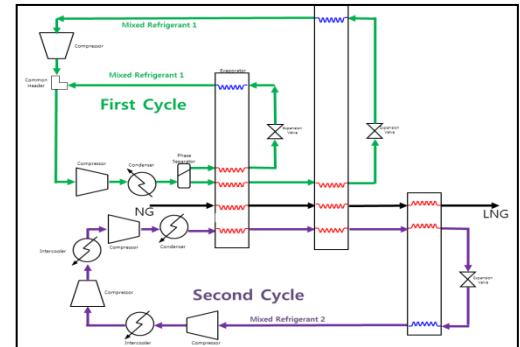 Mixed Refrigerant 1
Compressor
Common
Header
Mixed Refrigerant 1
Evaporator
First Cycle
Expansion
Valve
Expansion
Valve
Compressor
Condenser
Phase
Separator
NG
LNG
Intercooler
Compressor
Condenser
Expansion
Valve
Compressor
Second Cycle
Mixed Refrigerant 2
Intercooler
Compressor